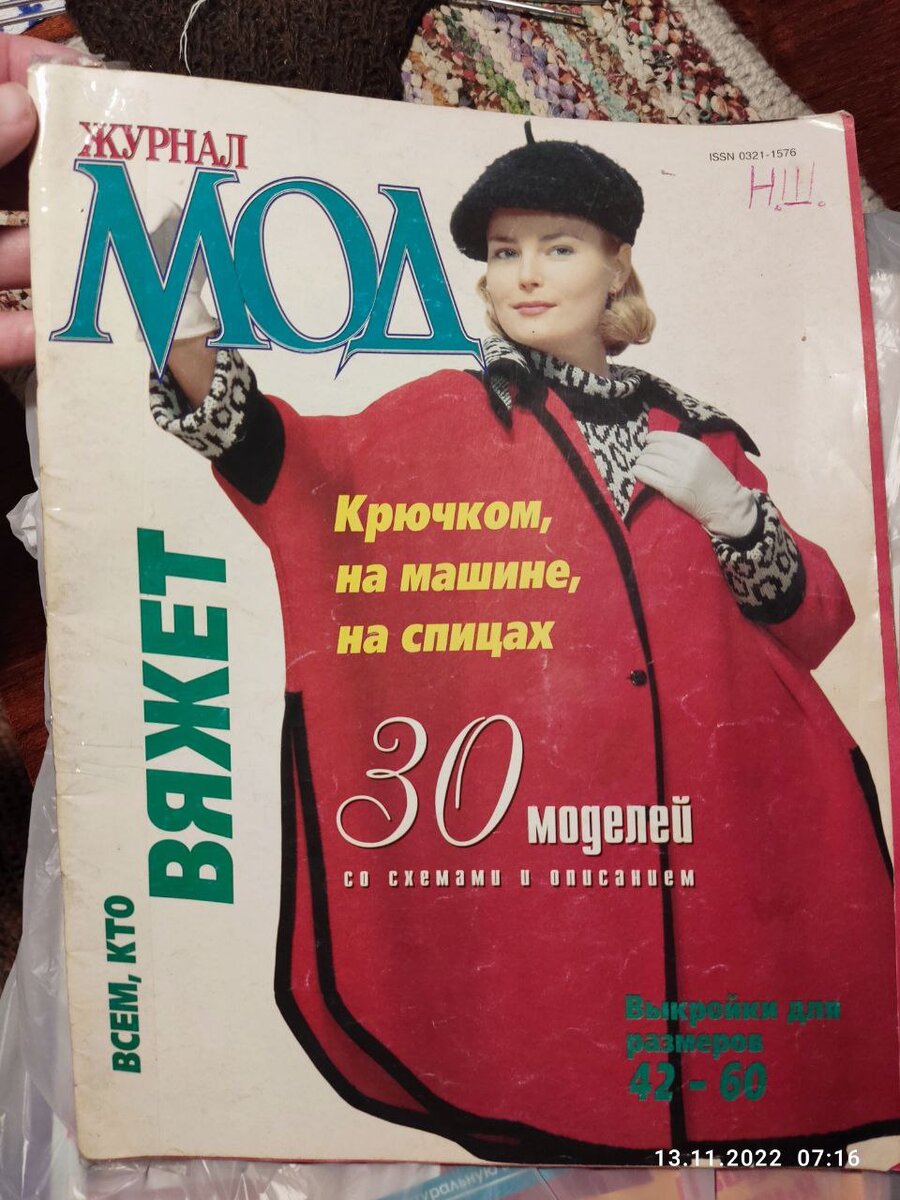 ЖУРНАЛ
МОД
ISSN 0321-1576
Н.Ш.
Крючком,
на машине,
на спицах
30 моделей
со схемами и описанием
ВСЕМ, КТО ВЯЖЕТ
Выкройки для
размеров
42 - 60
13.11.2022 07:16